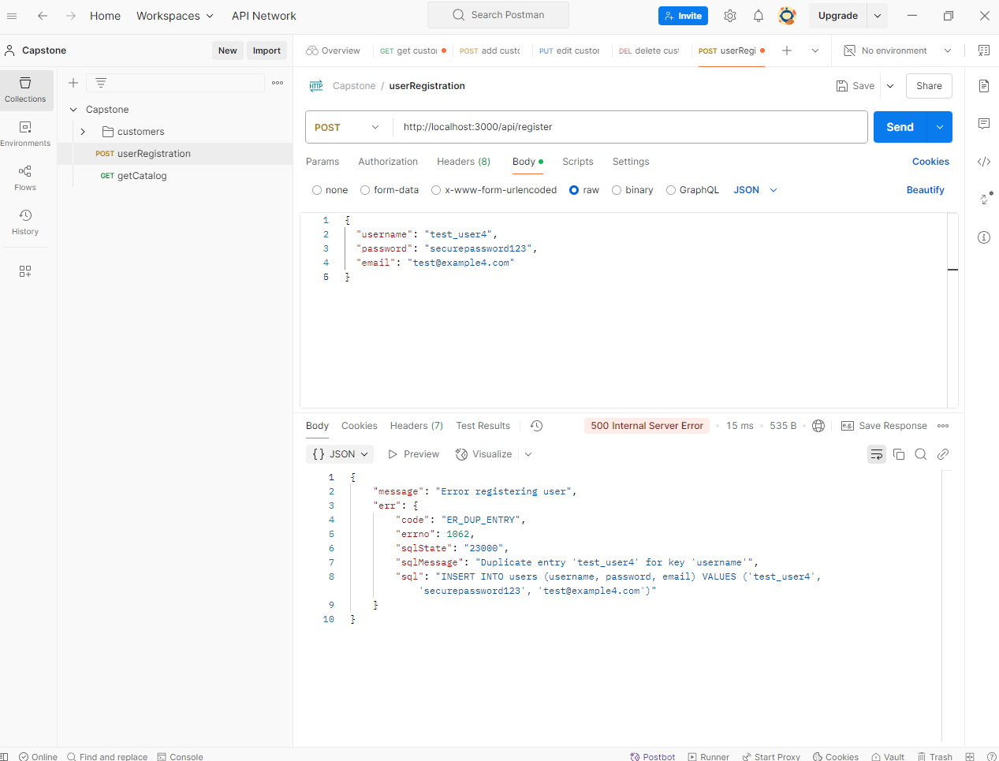 Home Workspaces API Network Search Postman Invite Upgrade
Capstone New Import Overview GET get custo POST add custo PUT edit custor DEL delete cus POST userRegi No environment
Collections
Environments
Flows
History
Capstone
customers
POST userRegistration
GET getCatalog
HTTP Capstone / userRegistration Save Share
POST http://localhost:3000/api/register Send
Params Authorization Headers (8) Body Scripts Settings Cookies
none form-data x-www-form-urlencoded raw binary GraphQL JSON Beautify
1 {
2 "username": "test_user4",
3 "password": "securepassword123",
4 "email": "test@example4.com"
5 }
Body Cookies Headers (7) Test Results 500 Internal Server Error 15 ms 535 B e.g. Save Response
{} JSON Preview Visualize
1 {
2 "message": "Error registering user",
3 "err": {
4 "code": "ER_DUP_ENTRY",
5 "errno": 1062,
6 "sqlState": "23000",
7 "sqlMessage": "Duplicate entry 'test_user4' for key 'username'",
8 "sql": "INSERT INTO users (username, password, email) VALUES ('test_user4',
'securepassword123', 'test@example4.com')"
9 }
10 }
Online Find and replace Console Postbot Runner Start Proxy Cookies Vault Trash